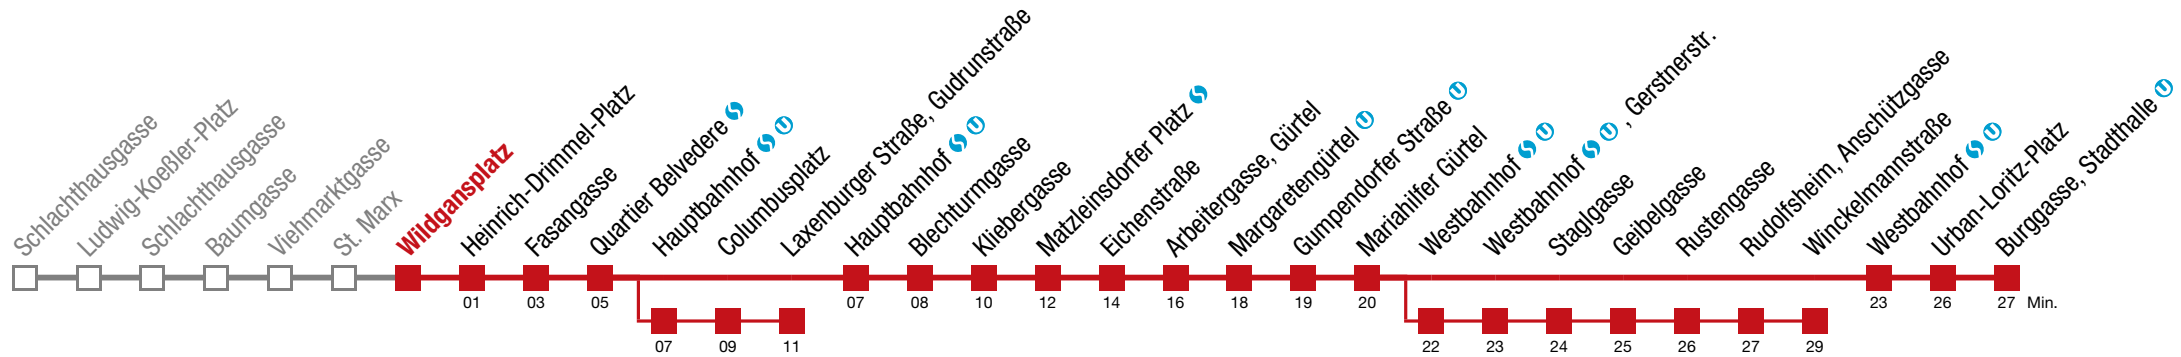 Schlachthausgasse
Ludwig-Koeßler-Platz
Schlachthausgasse
Baumgasse
Viehmarktgasse
St. Marx
Wildgansplatz
Heinrich-Drimmel-Platz
Fasangasse
Quartier Belvedere
Hauptbahnhof U
Columbusplatz
Laxenburger Straße, Gudrunstraße
Hauptbahnhof U
Blechturmgasse
Kliebergasse
Matzleinsdorfer Platz
Eichenstraße
Arbeitergasse, Gürtel
Margaretengürtel U
Gumpendorfer Straße U
Mariahilfer Gürtel
Westbahnhof U
Westbahnhof U , Gerstnerstr.
Staglgasse
Geibelgasse
Rustengasse
Rudolfsheim, Anschützgasse
Winckelmannstraße
Westbahnhof U
Urban-Loritz-Platz
Burggasse, Stadthalle U
01 03 05 07 08 10 12 14 16 18 19 20 23 26 27 Min.
07 09 11 22 23 24 25 26 27 29